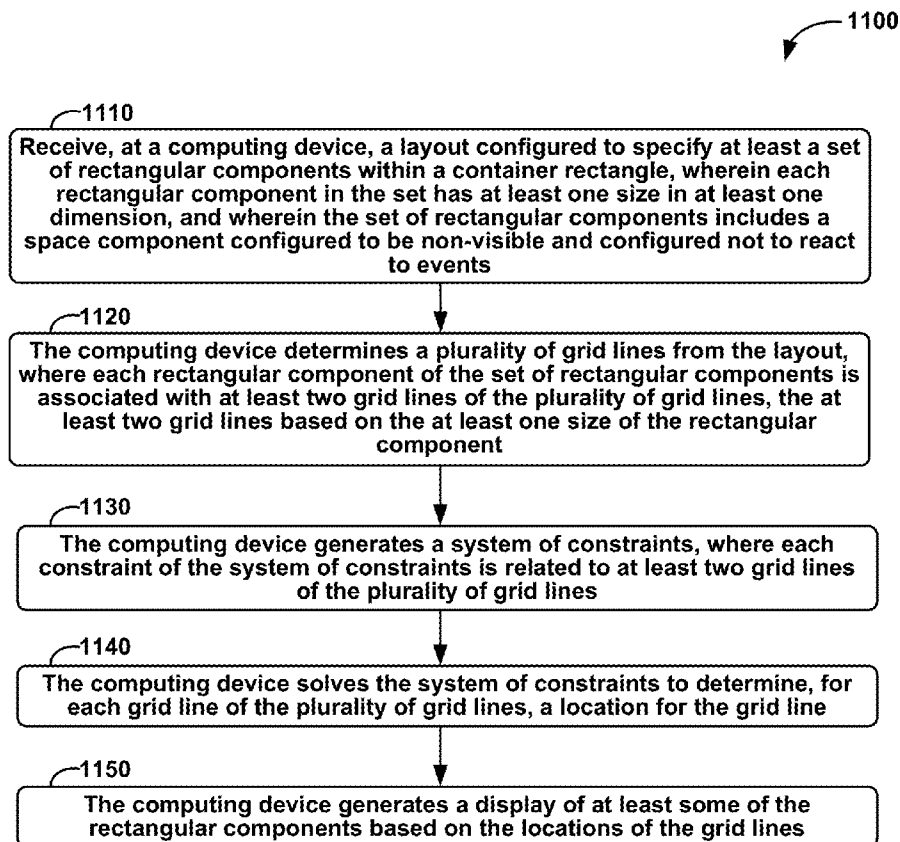 1100
1110
Receive, at a computing device, a layout configured to specify at least a set
of rectangular components within a container rectangle, wherein each
rectangular component in the set has at least one size in at least one
dimension, and wherein the set of rectangular components includes a
space component configured to be non-visible and configured not to react
to events
1120
The computing device determines a plurality of grid lines from the layout,
where each rectangular component of the set of rectangular components is
associated with at least two grid lines of the plurality of grid lines, the at
least two grid lines based on the at least one size of the rectangular
component
1130
The computing device generates a system of constraints, where each
constraint of the system of constraints is related to at least two grid lines
of the plurality of grid lines
1140
The computing device solves the system of constraints to determine, for
each grid line of the plurality of grid lines, a location for the grid line
1150
The computing device generates a display of at least some of the
rectangular components based on the locations of the grid lines